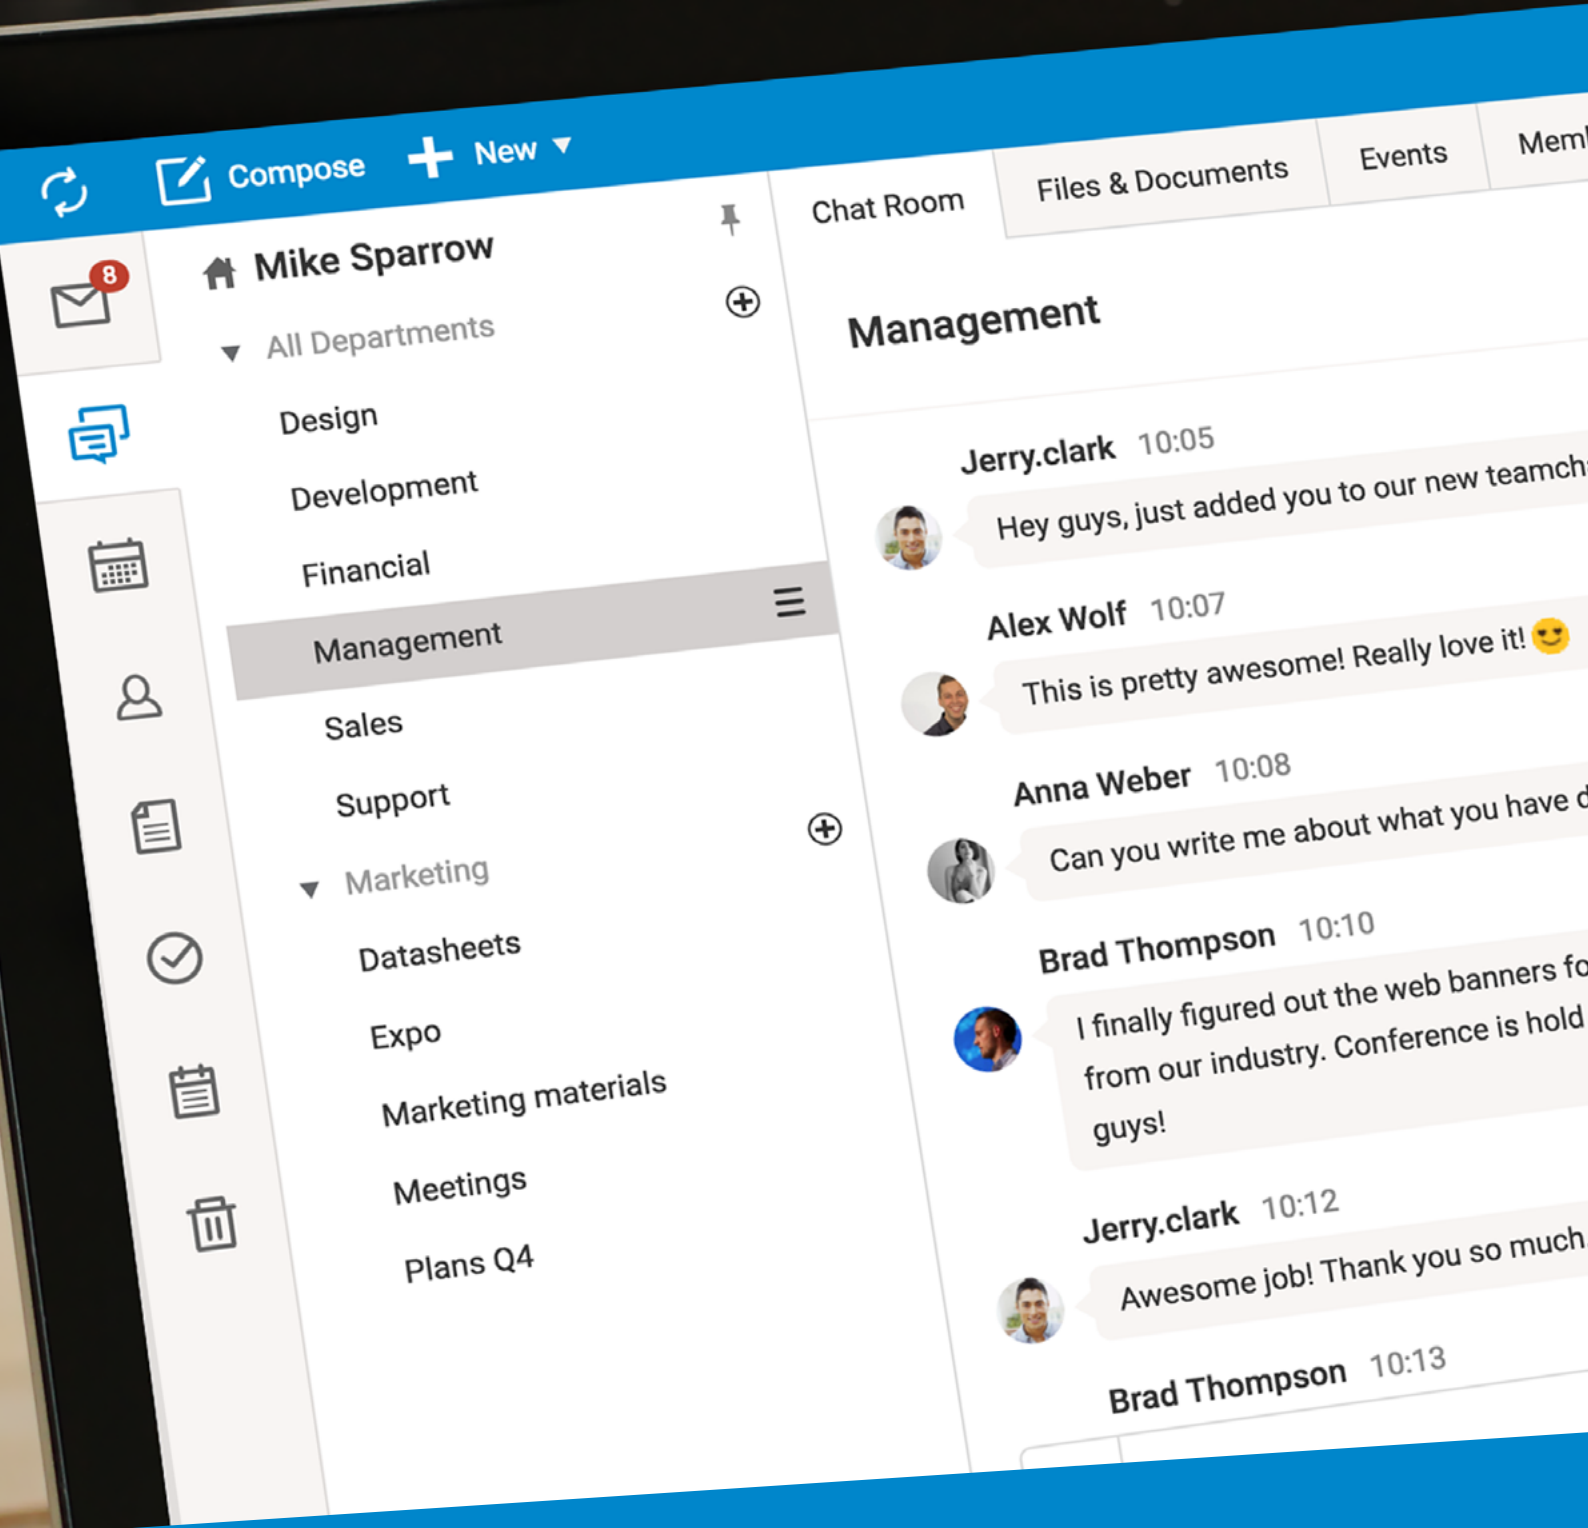 Compose
New
8
Mike Sparrow
All Departments
Design
Development
Financial
Management
Sales
Support
Marketing
Datasheets
Expo
Marketing materials
Meetings
Plans Q4
Chat Room
Files & Documents
Events
Management
Jerry.clark 10:05
Hey guys, just added you to our new
Alex Wolf 10:07
This is pretty awesome! Really love it!
Anna Weber 10:08
Can you write me about what you have
Brad Thompson 10:10
I finally figured out the web banners
from our industry. Conference is hold
guys!
Jerry.clark 10:12
Awesome job! Thank you so much.
Brad Thompson 10:13